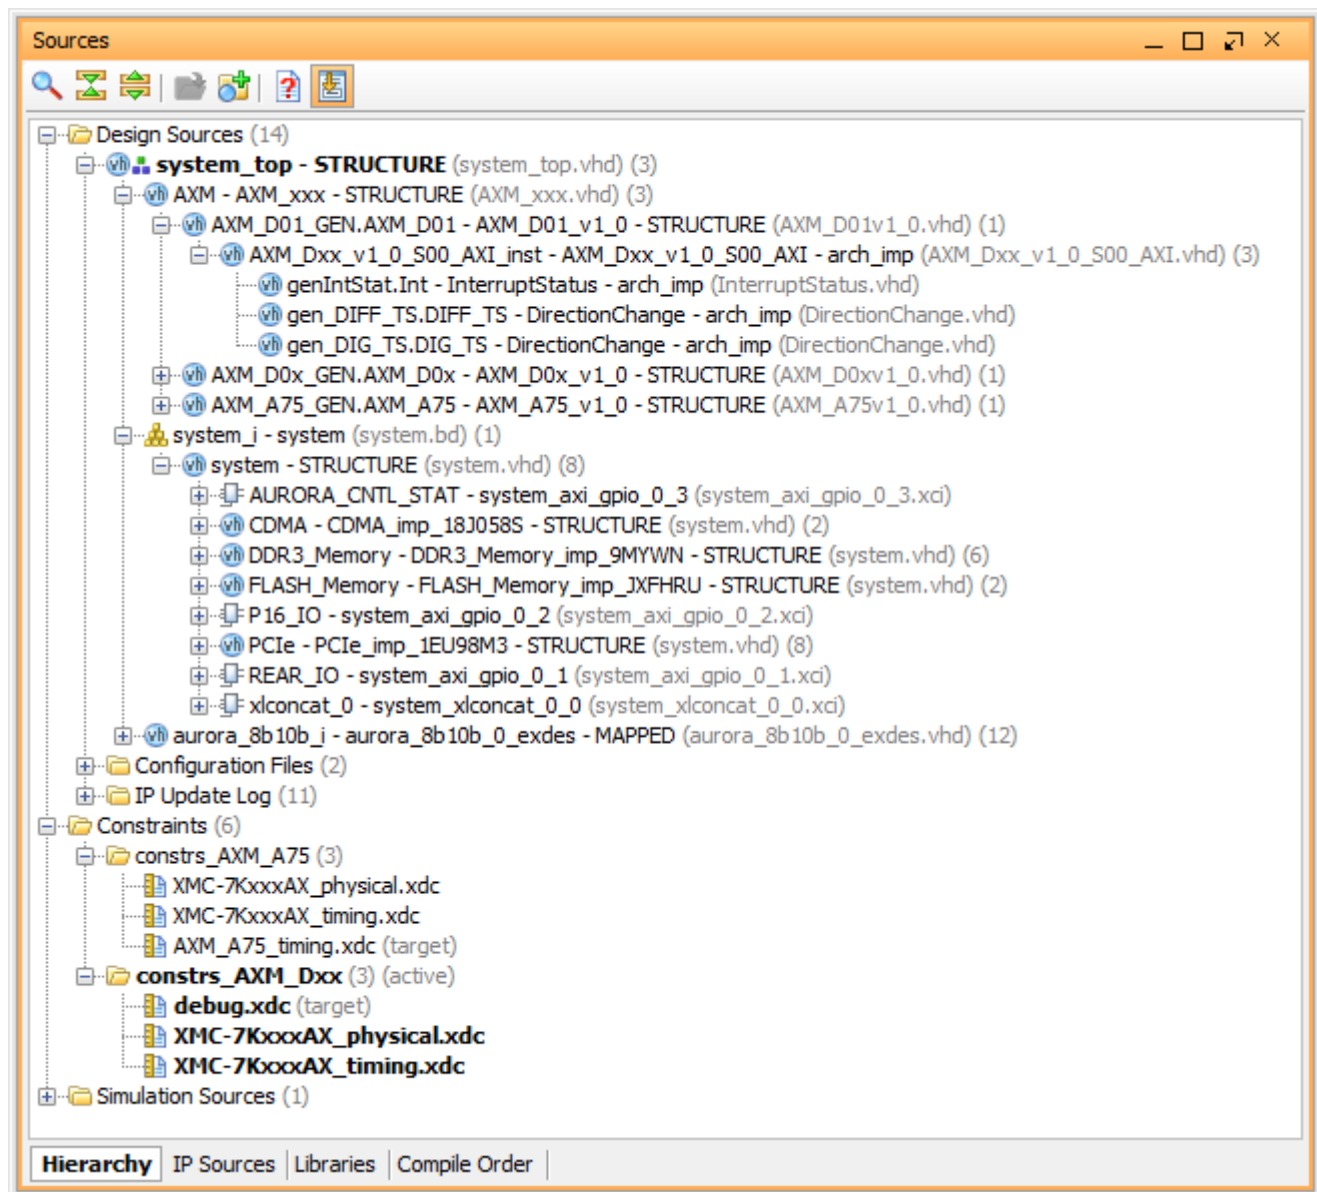 Sources
Design Sources (14)
system_top - STRUCTURE (system_top.vhd) (3)
AXM - AXM_xxx - STRUCTURE (AXM_xxx.vhd) (3)
AXM_D01_GEN.AXM_D01 - AXM_D01_v1_0 - STRUCTURE (AXM_D01v1_0.vhd) (1)
AXM_Dxx_v1_0_S00_AXI_inst - AXM_Dxx_v1_0_S00_AXI - arch_imp (AXM_Dxx_v1_0_S00_AXI.vhd) (3)
genIntStat.Int - InterruptStatus - arch_imp (InterruptStatus.vhd)
gen_DIFF_TS.DIFF_TS - DirectionChange - arch_imp (DirectionChange.vhd)
gen_DIG_TS.DIG_TS - DirectionChange - arch_imp (DirectionChange.vhd)
AXM_D0x_GEN.AXM_D0x - AXM_D0x_v1_0 - STRUCTURE (AXM_D0xv1_0.vhd) (1)
AXM_A75_GEN.AXM_A75 - AXM_A75_v1_0 - STRUCTURE (AXM_A75v1_0.vhd) (1)
system_i - system (system.bd) (1)
system - STRUCTURE (system.vhd) (8)
AURORA_CNTL_STAT - system_axi_gpio_0_3 (system_axi_gpio_0_3.xci)
CDMA - CDMA_imp_18J058S - STRUCTURE (system.vhd) (2)
DDR3_Memory - DDR3_Memory_imp_9MYWN - STRUCTURE (system.vhd) (6)
FLASH_Memory - FLASH_Memory_imp_JXFHRU - STRUCTURE (system.vhd) (2)
P16_IO - system_axi_gpio_0_2 (system_axi_gpio_0_2.xci)
PCIe - PCIe_imp_1EU98M3 - STRUCTURE (system.vhd) (8)
REAR_IO - system_axi_gpio_0_1 (system_axi_gpio_0_1.xci)
xlconcat_0 - system_xlconcat_0_0 (system_xlconcat_0_0.xci)
aurora_8b10b_i - aurora_8b10b_0_exdes - MAPPED (aurora_8b10b_0_exdes.vhd) (12)
Configuration Files (2)
IP Update Log (11)
Constraints (6)
constrs_AXM_A75 (3)
XMC-7KxxxAX_physical.xdc
XMC-7KxxxAX_timing.xdc
AXM_A75_timing.xdc (target)
constrs_AXM_Dxx (3) (active)
debug.xdc (target)
XMC-7KxxxAX_physical.xdc
XMC-7KxxxAX_timing.xdc
Simulation Sources (1)
Hierarchy IP Sources Libraries Compile Order